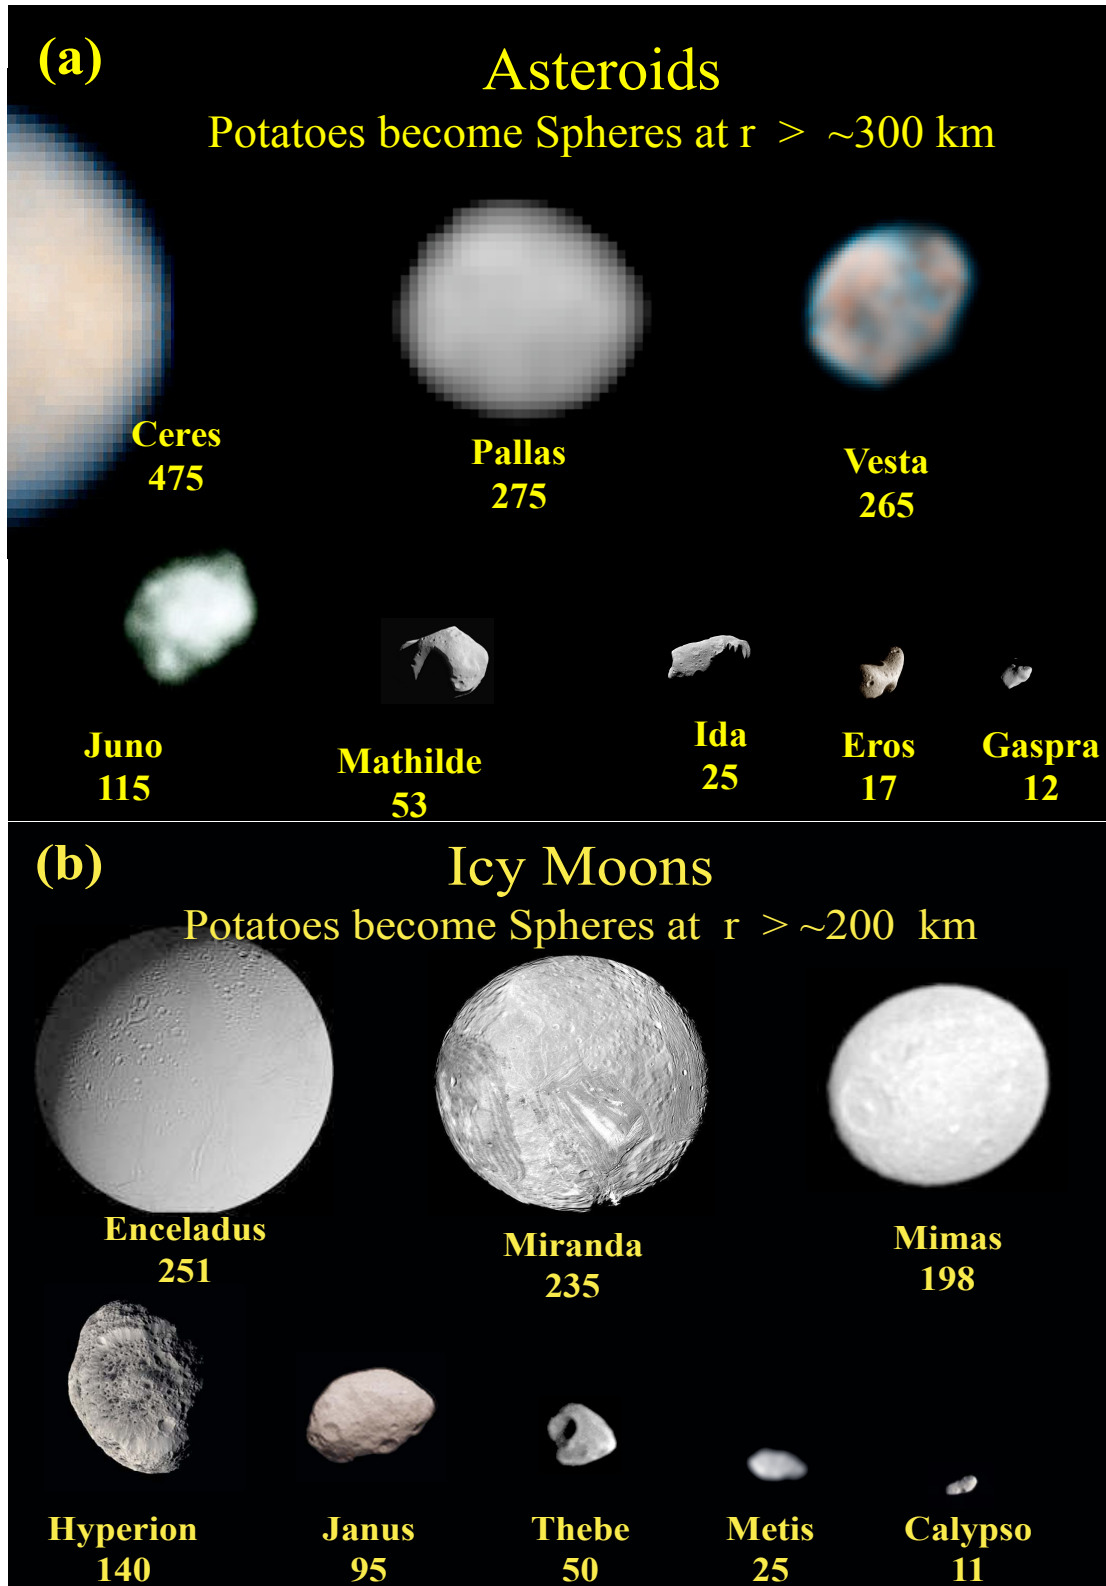 (a)
Asteroids
Potatoes become Spheres at r > ~300 km
Ceres
475
Pallas
275
Vesta
265
Juno
115
Mathilde
53
Ida
25
Eros
17
Gaspra
12
(b)
Icy Moons
Potatoes become Spheres at r > ~200 km
Enceladus
251
Miranda
235
Mimas
198
Hyperion
140
Janus
95
Thebe
50
Metis
25
Calypso
11